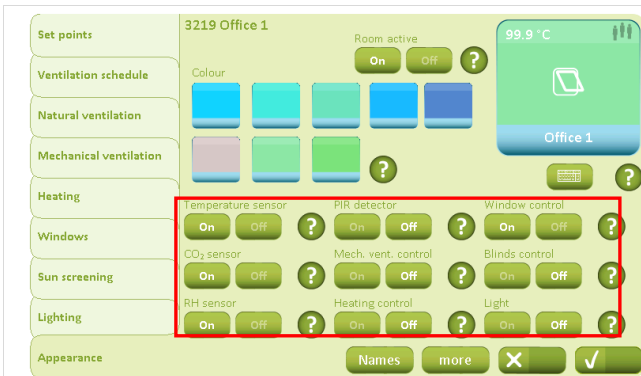 3219 Office 1
Set points
Ventilation schedule
Natural ventilation
Mechanical ventilation
Heating
Windows
Sun screening
Lighting
Appearance
Room active
On Off ?
Colour
?
99.9 °C
Office 1
?
Temperature sensor PIR detector Window control
On Off ? On Off ? On Off ?
CO₂ sensor Mech. vent. control Blinds control
On Off ? On Off ? On Off ?
RH sensor Heating control Light
On Off ? On Off ? On Off ?
Names more